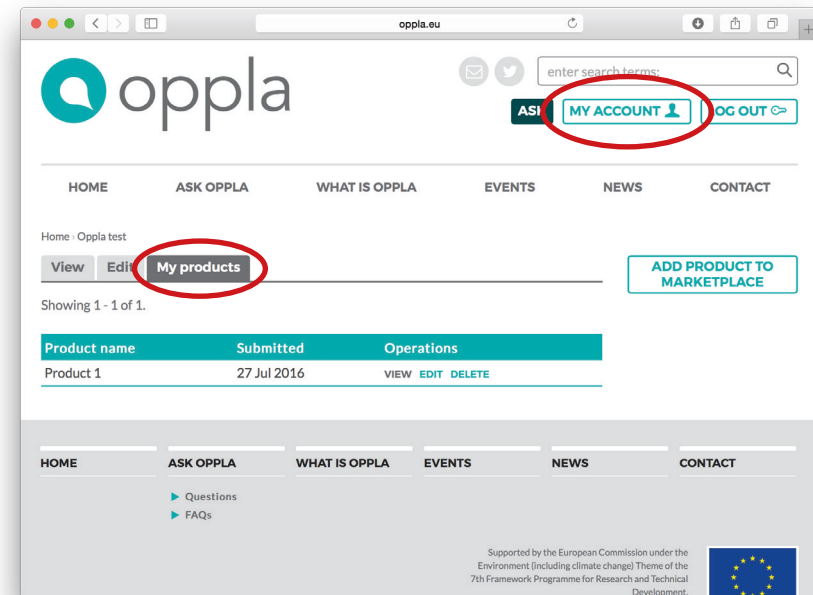 oppla.eu
oppla
enter search terms:
ASK
MY ACCOUNT
LOG OUT
HOME ASK OPPLA WHAT IS OPPLA EVENTS NEWS CONTACT
Home › Oppla test
View Edit My products
ADD PRODUCT TO
MARKETPLACE
Showing 1 - 1 of 1.
Product name Submitted Operations
Product 1 27 Jul 2016 VIEW EDIT DELETE
HOME ASK OPPLA WHAT IS OPPLA EVENTS NEWS CONTACT
Questions
FAQs
Supported by the European Commission under the
Environment (including climate change) Theme of the
7th Framework Programme for Research and Technical
Development.